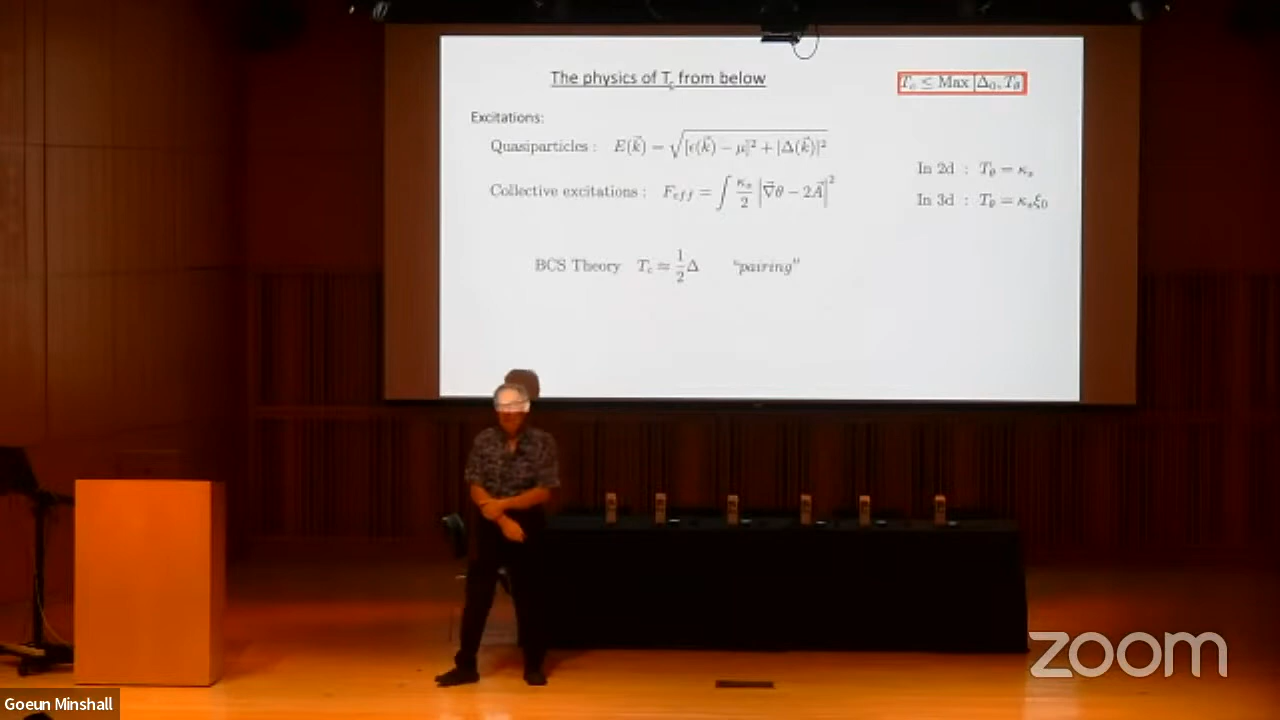 The physics of T_c from below
T_c ≤ Max [Δ_0, T_θ]
Excitations:
Quasiparticles : E(k⃗) = √([ϵ(k⃗) − μ]² + |Δ(k⃗)|²)
In 2d : T_θ = κ_s
Collective excitations : F_eff = ∫ κ_s/2 |∇⃗θ − 2A⃗|²
In 3d : T_θ = κ_s ξ_0
BCS Theory T_c ≈ 1/2 Δ "pairing"
zoom
Goeun Minshall